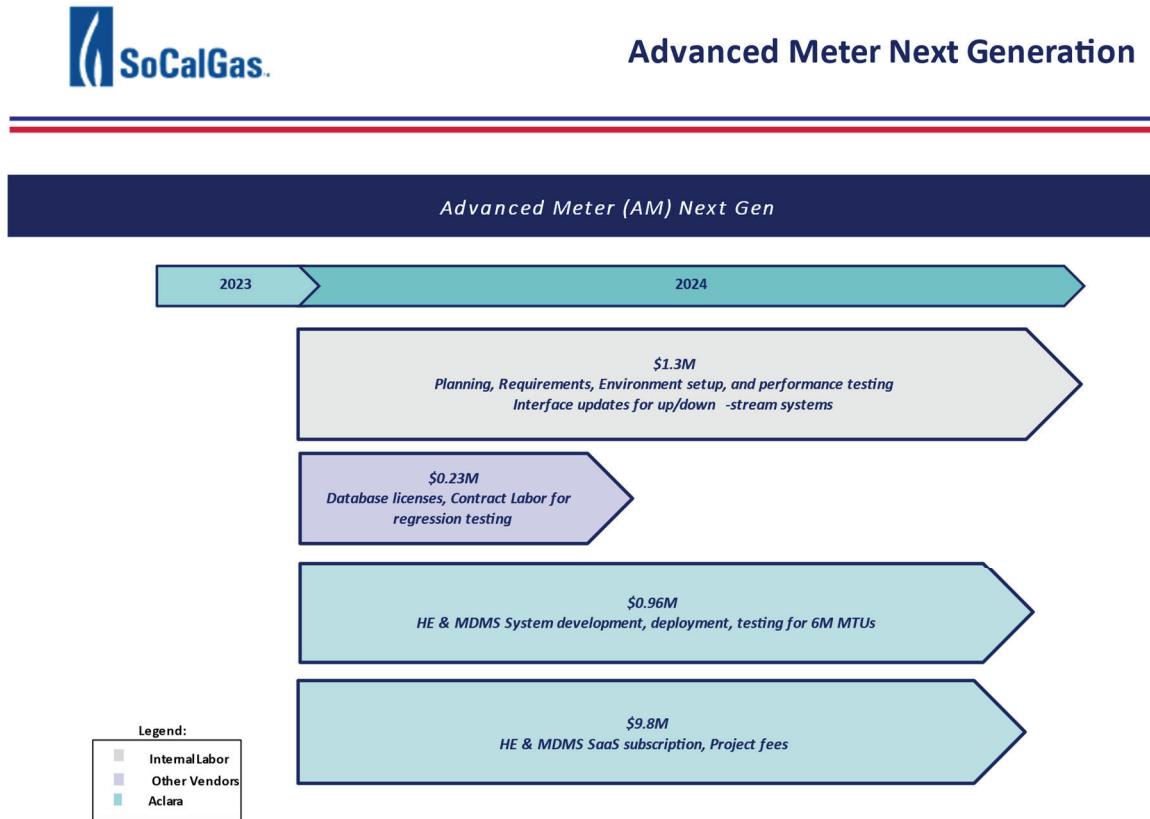 SoCalGas™
Advanced Meter Next Generation
Advanced Meter (AM) Next Gen
2023
2024
$1.3M
Planning, Requirements, Environment setup, and performance testing
Interface updates for up/down -stream systems
$0.23M
Database licenses, Contract Labor for
regression testing
$0.96M
HE & MDMS System development, deployment, testing for 6M MTUs
$9.8M
HE & MDMS SaaS subscription, Project fees
Legend:
Internal Labor
Other Vendors
Aclara